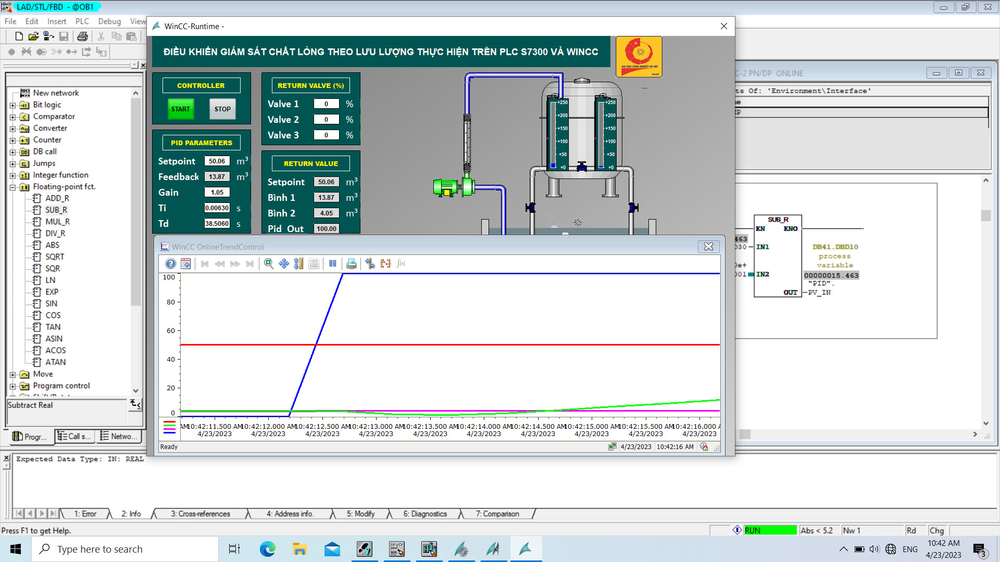 LAD/STL/FBD - @OB1
File Edit Insert PLC Debug View
WinCC-Runtime -
ĐIỀU KHIỂN GIÁM SÁT CHẤT LỎNG THEO LƯU LƯỢNG THỰC HIỆN TRÊN PLC S7300 VÀ WINCC
ĐẠI HỌC CÔNG NGHIỆP HÀ NỘI
CONTROLLER
START STOP
RETURN VALVE (%)
Valve 1 0 %
Valve 2 0 %
Valve 3 0 %
PID PARAMETERS
Setpoint 50.06 m³
Feedback 13.87 m³
Gain 1.05
Ti 0.00630 s
Td 38.5060 s
RETURN VALUE
Setpoint 50.06 m³
Bình 1 13.87 m³
Bình 2 4.05 m³
Pid Out 100.00
+250 +250
+200 +200
+150 +150
+100 +100
+50 +50
+0 +0
C-2 PN/DP ONLINE
ts Of: 'Environment\Interface'
New network
Bit logic
Comparator
Converter
Counter
DB call
Jumps
Integer function
Floating-point fct.
ADD_R
SUB_R
MUL_R
DIV_R
ABS
SQRT
SQR
LN
EXP
SIN
COS
TAN
ASIN
ACOS
ATAN
Move
Program control
Subtract Real
Progr... Call s... Netwo...
SUB_R
EN ENO
463
D30 IN1
DB41.DBD10
process
variable
0e+
001 IN2
00000015.463
"PID".
OUT PV_IN
WinCC OnlineTrendControl
100
80
60
40
20
0
AM10:42:11.500 AM10:42:12.000 AM10:42:12.500 AM10:42:13.000 AM10:42:13.500 AM10:42:14.000 AM10:42:14.500 AM10:42:15.000 AM10:42:15.500 AM10:42:16.000
4/23/2023 4/23/2023 4/23/2023 4/23/2023 4/23/2023 4/23/2023 4/23/2023 4/23/2023 4/23/2023 4/23/2023
Ready 4/23/2023 10:42:16 AM
Expected Data Type: IN: REAL
1: Error 2: Info 3: Cross-references 4: Address info. 5: Modify 6: Diagnostics 7: Comparison
Press F1 to get Help. RUN Abs < 5.2 Nw 1 Rd Chg
Type here to search
ENG
10:42 AM
4/23/2023
3